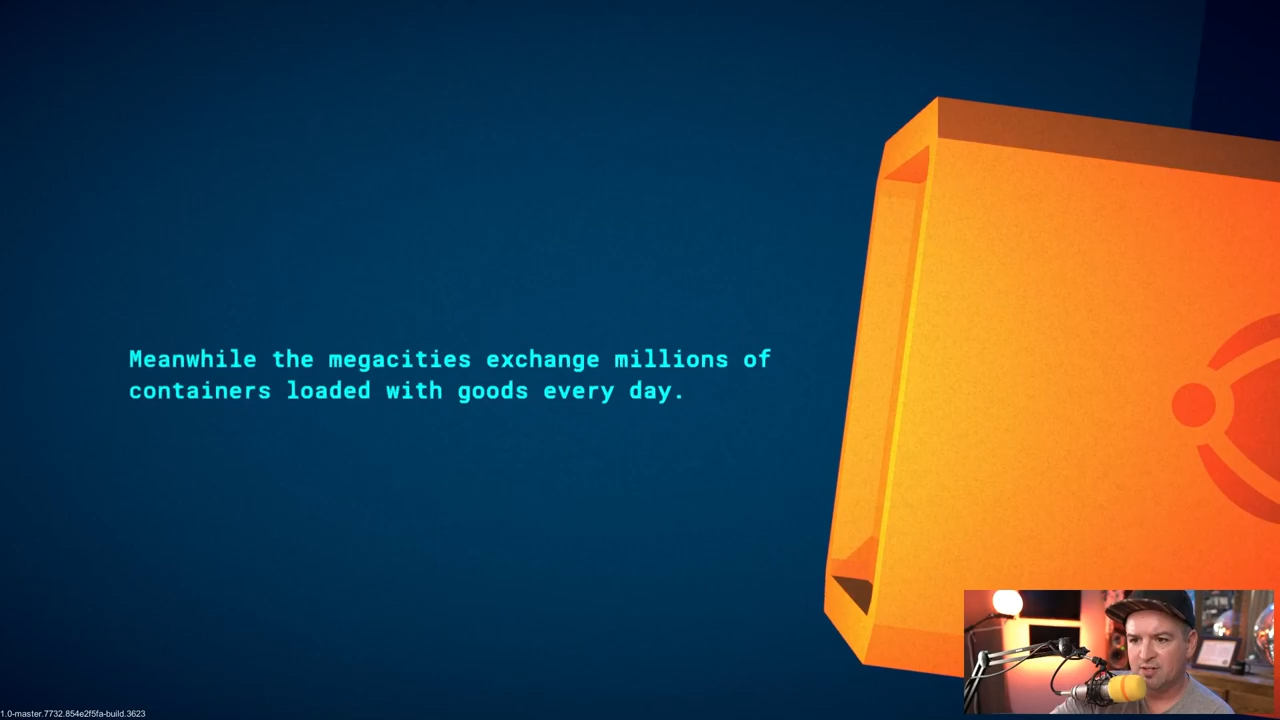 Meanwhile the megacities exchange millions of
containers loaded with goods every day.
1.0-master.7732.854e2f5fa-build.3623